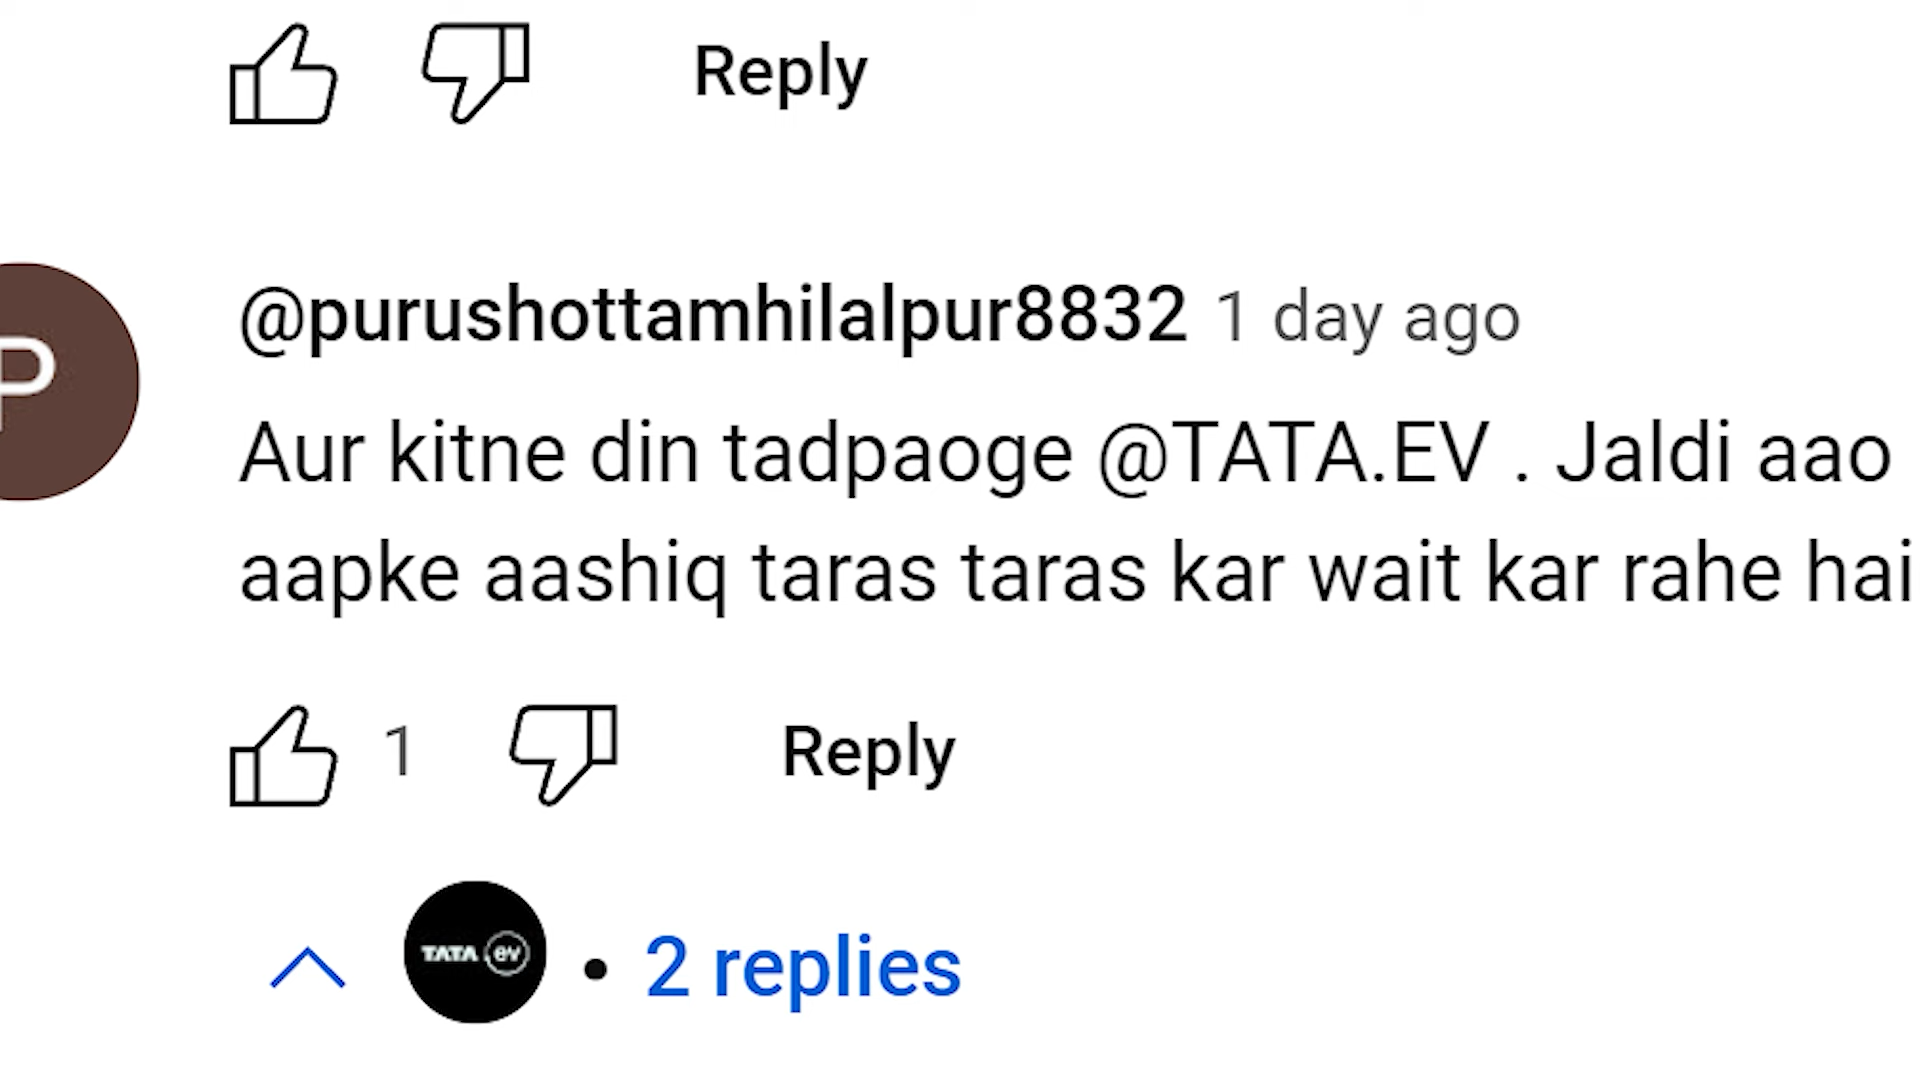 Reply
P
@purushottamhilalpur8832 1 day ago
Aur kitne din tadpaoge @TATA.EV . Jaldi aao
aapke aashiq taras taras kar wait kar rahe hai
1 Reply
TATA .ev • 2 replies